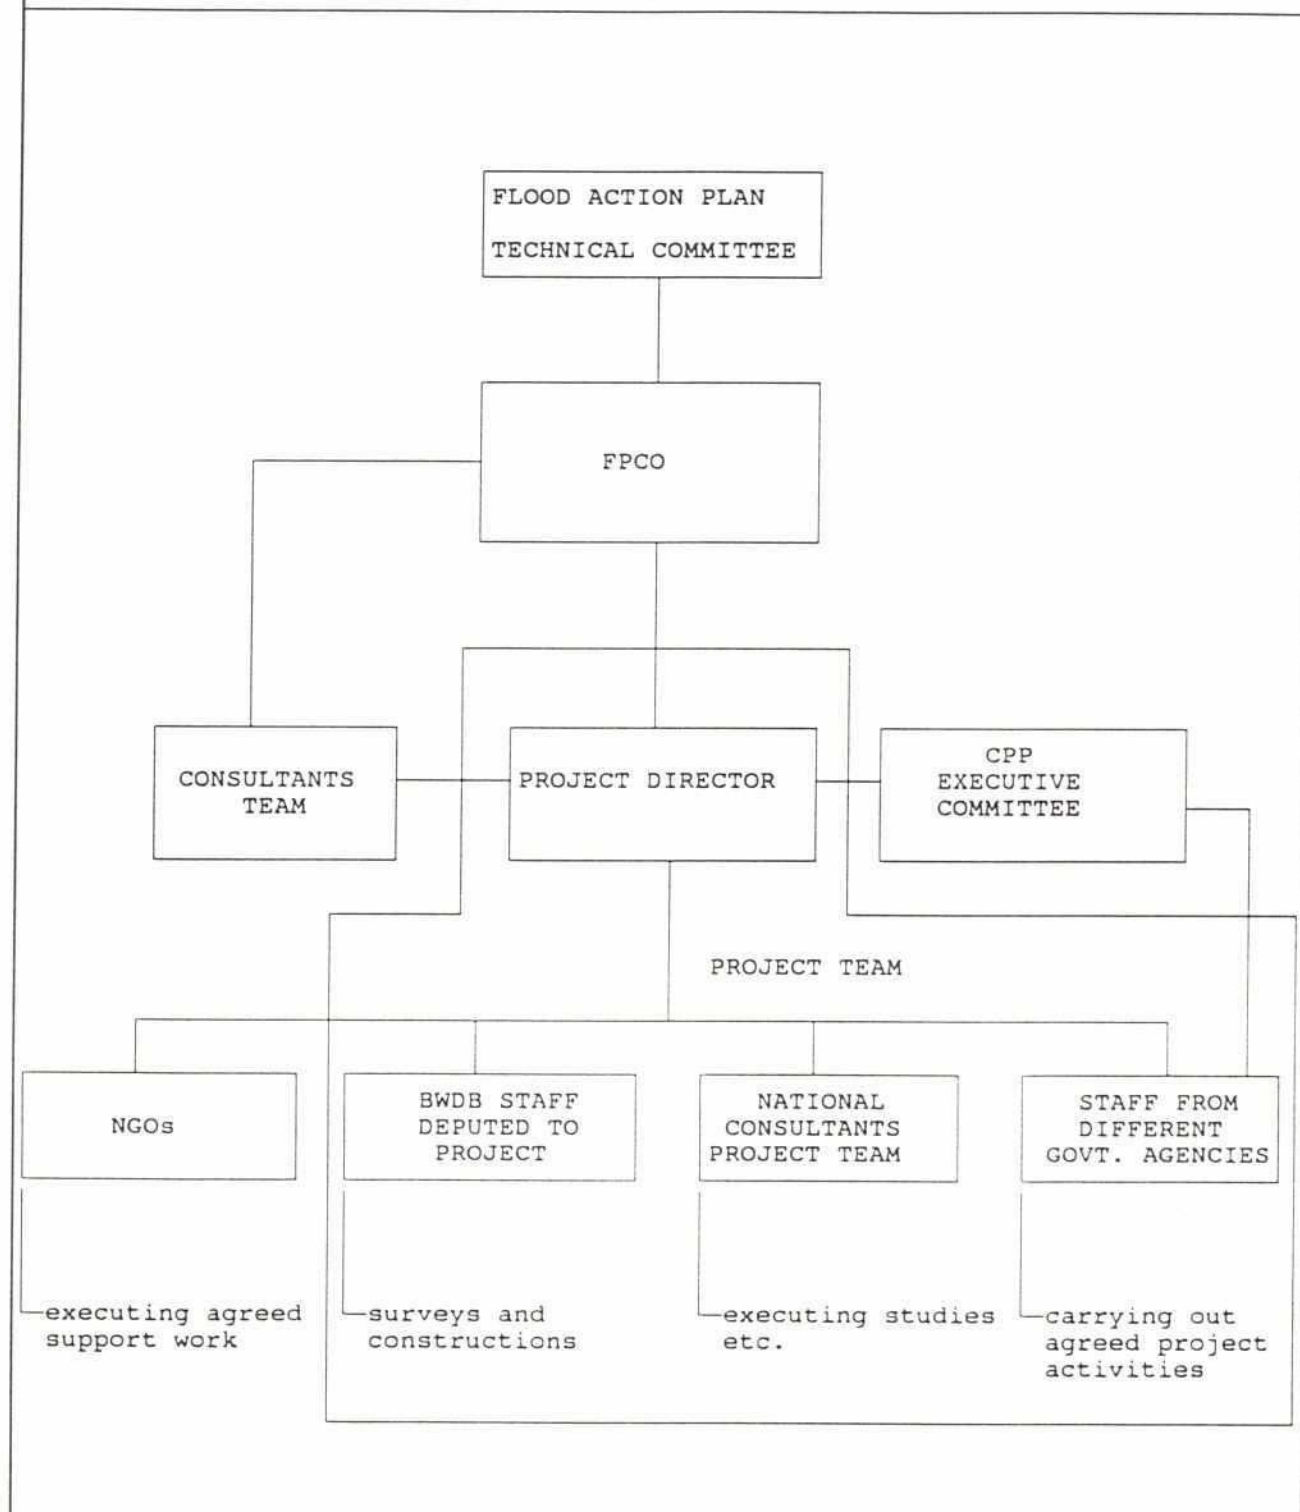 FLOOD ACTION PLAN
TECHNICAL COMMITTEE
FPCO
CONSULTANTS
TEAM
PROJECT DIRECTOR
CPP
EXECUTIVE
COMMITTEE
PROJECT TEAM
NGOs
BWDB STAFF
DEPUTED TO
PROJECT
NATIONAL
CONSULTANTS
PROJECT TEAM
STAFF FROM
DIFFERENT
GOVT. AGENCIES
executing agreed
support work
surveys and
constructions
executing studies
etc.
carrying out
agreed project
activities